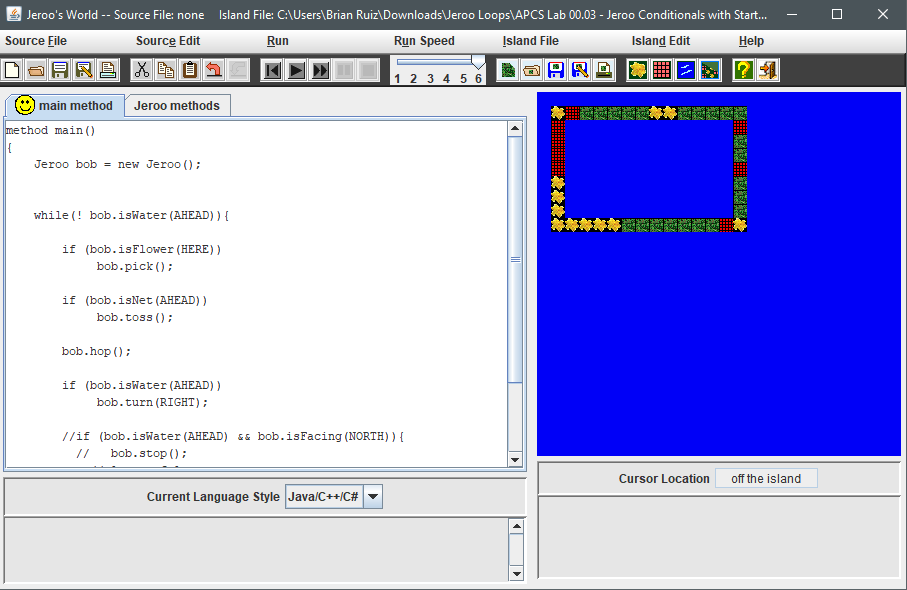 Jeroo's World -- Source File: none    Island File: C:\Users\Brian Ruiz\Downloads\Jeroo Loops\APCS Lab 00.03 - Jeroo Conditionals with Start...
Source File    Source Edit    Run    Run Speed    Island File    Island Edit    Help
1 2 3 4 5 6
main method    Jeroo methods
method main()
{
    Jeroo bob = new Jeroo();
    while(! bob.isWater(AHEAD)){
        if (bob.isFlower(HERE))
             bob.pick();
        if (bob.isNet(AHEAD))
             bob.toss();
        bob.hop();
        if (bob.isWater(AHEAD))
             bob.turn(RIGHT);
        //if (bob.isWater(AHEAD) && bob.isFacing(NORTH)){
          //   bob.stop();
Current Language Style    Java/C++/C#
Cursor Location    off the island